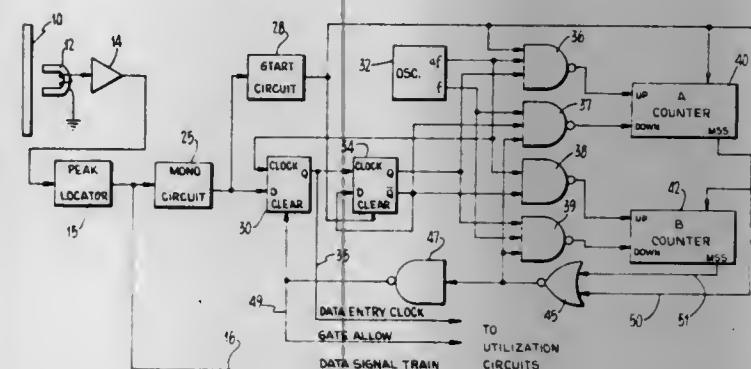 10
12
14
28
START
CIRCUIT
32
OSC.
af
f
36
40
A
COUNTER
UP
DOWN
MSS
37
25
PEAK
LOCATOR
15
MONO
CIRCUIT
CLOCK
Q
D
CLEAR
30
34
CLOCK
Q
D
Q̅
CLEAR
38
42
B
COUNTER
UP
DOWN
MSS
39
35
47
45
51
50
49
DATA ENTRY CLOCK
GATE ALLOW
DATA SIGNAL TRAIN
16
TO
UTILIZATION
CIRCUITS